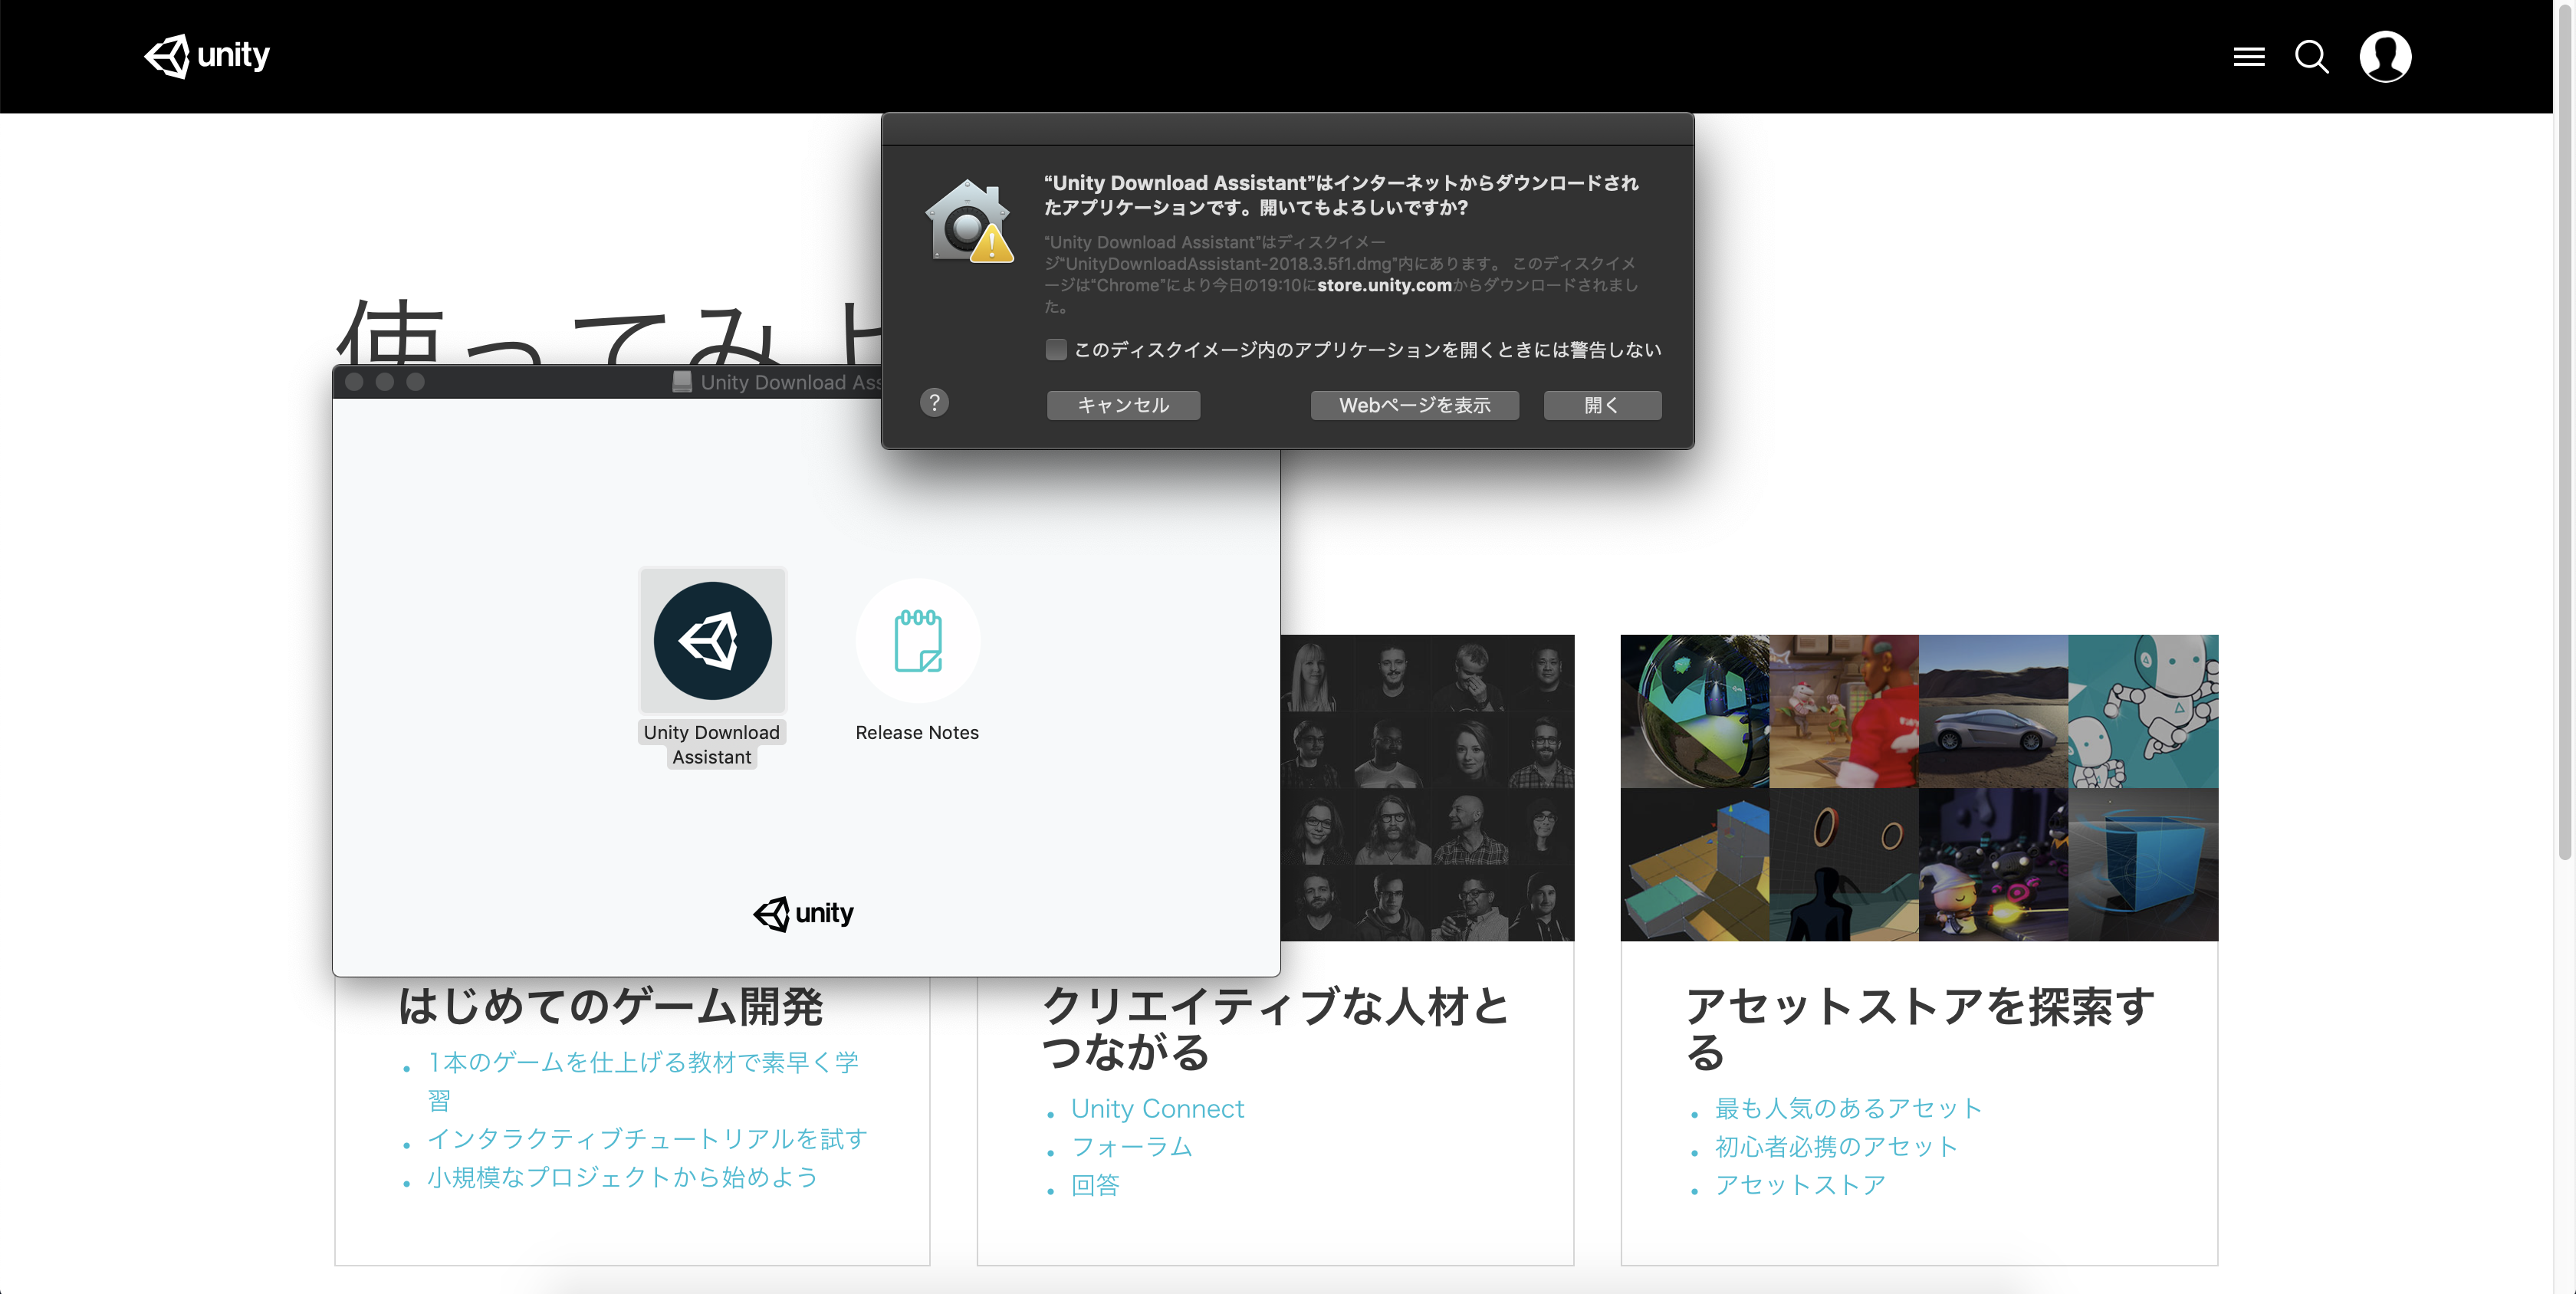 unity
“Unity Download Assistant”はインターネットからダウンロードされ
たアプリケーションです。開いてもよろしいですか?
“Unity Download Assistant”はディスクイメー
ジ“UnityDownloadAssistant-2018.3.5f1.dmg”内にあります。 このディスクイメ
ージは“Chrome”により今日の19:10にstore.unity.comからダウンロードされまし
た。
このディスクイメージ内のアプリケーションを開くときには警告しない
?
キャンセル
Webページを表示
開く
使ってみよ
Unity Download Ass
Unity Download
Assistant
Release Notes
unity
はじめてのゲーム開発
• 1本のゲームを仕上げる教材で素早く学
習
• インタラクティブチュートリアルを試す
• 小規模なプロジェクトから始めよう
クリエイティブな人材と
つながる
• Unity Connect
• フォーラム
• 回答
アセットストアを探索す
る
• 最も人気のあるアセット
• 初心者必携のアセット
• アセットストア